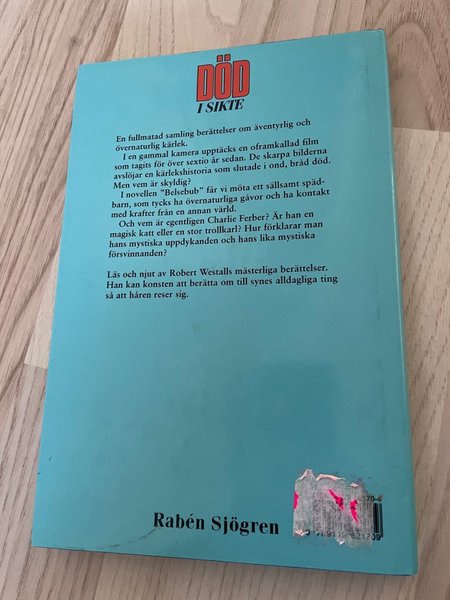 DÖD
I SIKTE
En fullmatad samling berättelser om äventyrlig och
övernaturlig kärlek.
I en gammal kamera upptäcks en oframkallad film
som tagits för över sextio år sedan. De skarpa bilderna
avslöjar en kärlekshistoria som slutade i ond, bråd död.
Men vem är skyldig?
I novellen "Belsebub" får vi möta ett sällsamt späd-
barn, som tycks ha övernaturliga gåvor och ha kontakt
med krafter från en annan värld.
Och vem är egentligen Charlie Ferber? Är han en
magisk katt eller en stor trollkarl? Hur förklarar man
hans mystiska uppdykanden och hans lika mystiska
försvinnanden?
Läs och njut av Robert Westalls mästerliga berättelser.
Han kan konsten att berätta om till synes alldagliga ting
så att håren reser sig.
70-4
821709
Rabén Sjögren